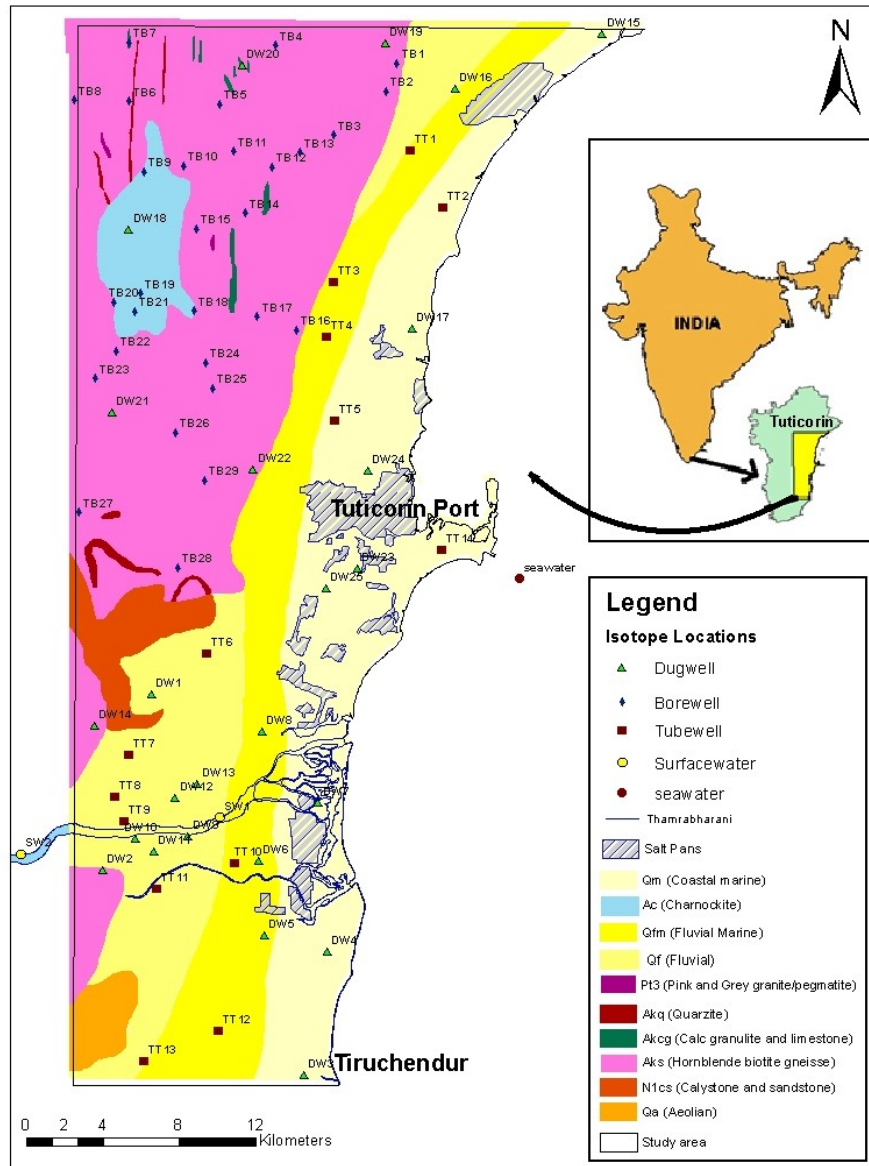 DW15
TB7
TB4
DW19
DW20
TB1
TB8
TB6
TB5
TB2
DW16
TB3
TB11
TB13
TT1
TB9
TB10
TB12
TB14
TT2
DW18
TB15
TT3
TB19
TB20
TB21
TB18
TB17
TB16
TT4
DW17
TB22
TB24
TB23
TB25
DW21
TT5
TB26
DW22
DW24
TB29
TB27
Tuticorin Port
TT14
TB28
DW23
DW25
seawater
TT6
DW1
DW14
DW8
TT7
DW13
TT8
DW12
SW1
DW7
TT9
DW10
DW9
SW2
DW11
DW2
TT10
DW6
TT11
DW5
DW4
TT12
TT13
Tiruchendur
DW3
0 2 4 8 12
Kilometers
N
INDIA
Tuticorin
Legend
Isotope Locations
Dugwell
Borewell
Tubewell
Surfacewater
seawater
Thamrabharani
Salt Pans
Qm (Coastal marine)
Ac (Charnockite)
Qfm (Fluvial Marine)
Qf (Fluvial)
Pt3 (Pink and Grey granite/pegmatite)
Akq (Quarzite)
Akcg (Calc granulite and limestone)
Aks (Hornblende biotite gneisse)
N1cs (Calystone and sandstone)
Qa (Aeolian)
Study area